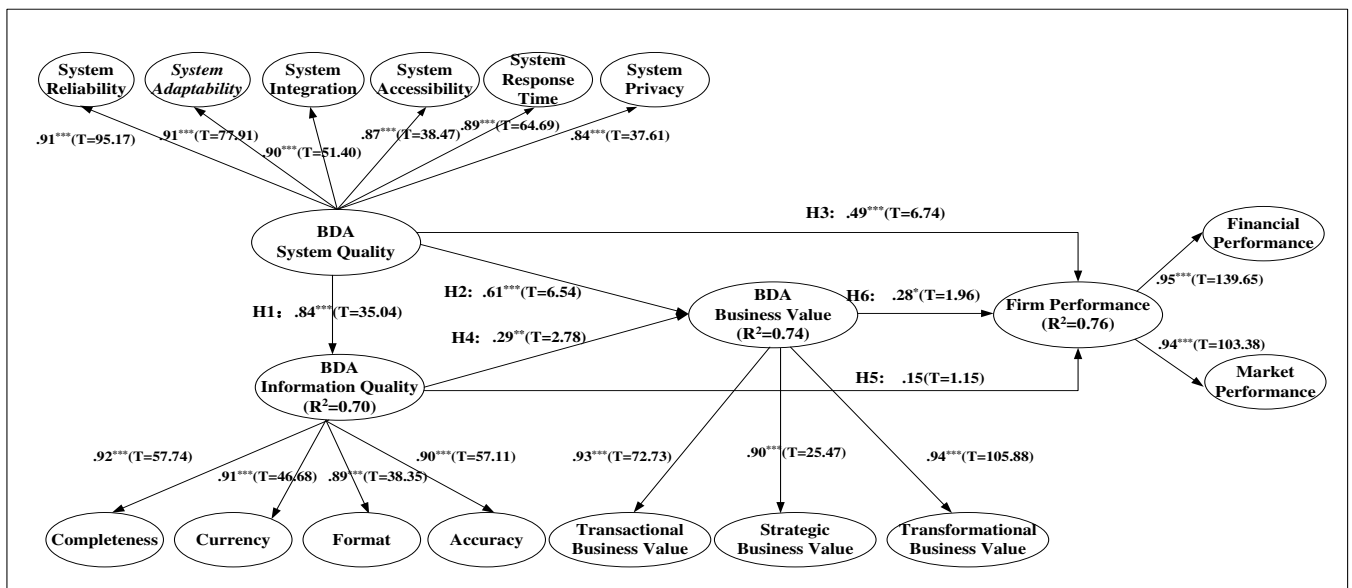 System
Reliability
System
Adaptability
System
Integration
System
Accessibility
System
Response
Time
System
Privacy
.91***(T=95.17)
.91***(T=77.91)
.90***(T=51.40)
.87***(T=38.47)
.89***(T=64.69)
.84***(T=37.61)
BDA
System Quality
H3: .49***(T=6.74)
Financial
Performance
.95***(T=139.65)
H1: .84***(T=35.04)
H2: .61***(T=6.54)
H4: .29**(T=2.78)
BDA
Business Value
(R²=0.74)
H6: .28*(T=1.96)
Firm Performance
(R²=0.76)
.94***(T=103.38)
Market
Performance
BDA
Information Quality
(R²=0.70)
H5: .15(T=1.15)
.92***(T=57.74)
.91***(T=46.68)
.89***(T=38.35)
.90***(T=57.11)
.93***(T=72.73)
.90***(T=25.47)
.94***(T=105.88)
Completeness
Currency
Format
Accuracy
Transactional
Business Value
Strategic
Business Value
Transformational
Business Value